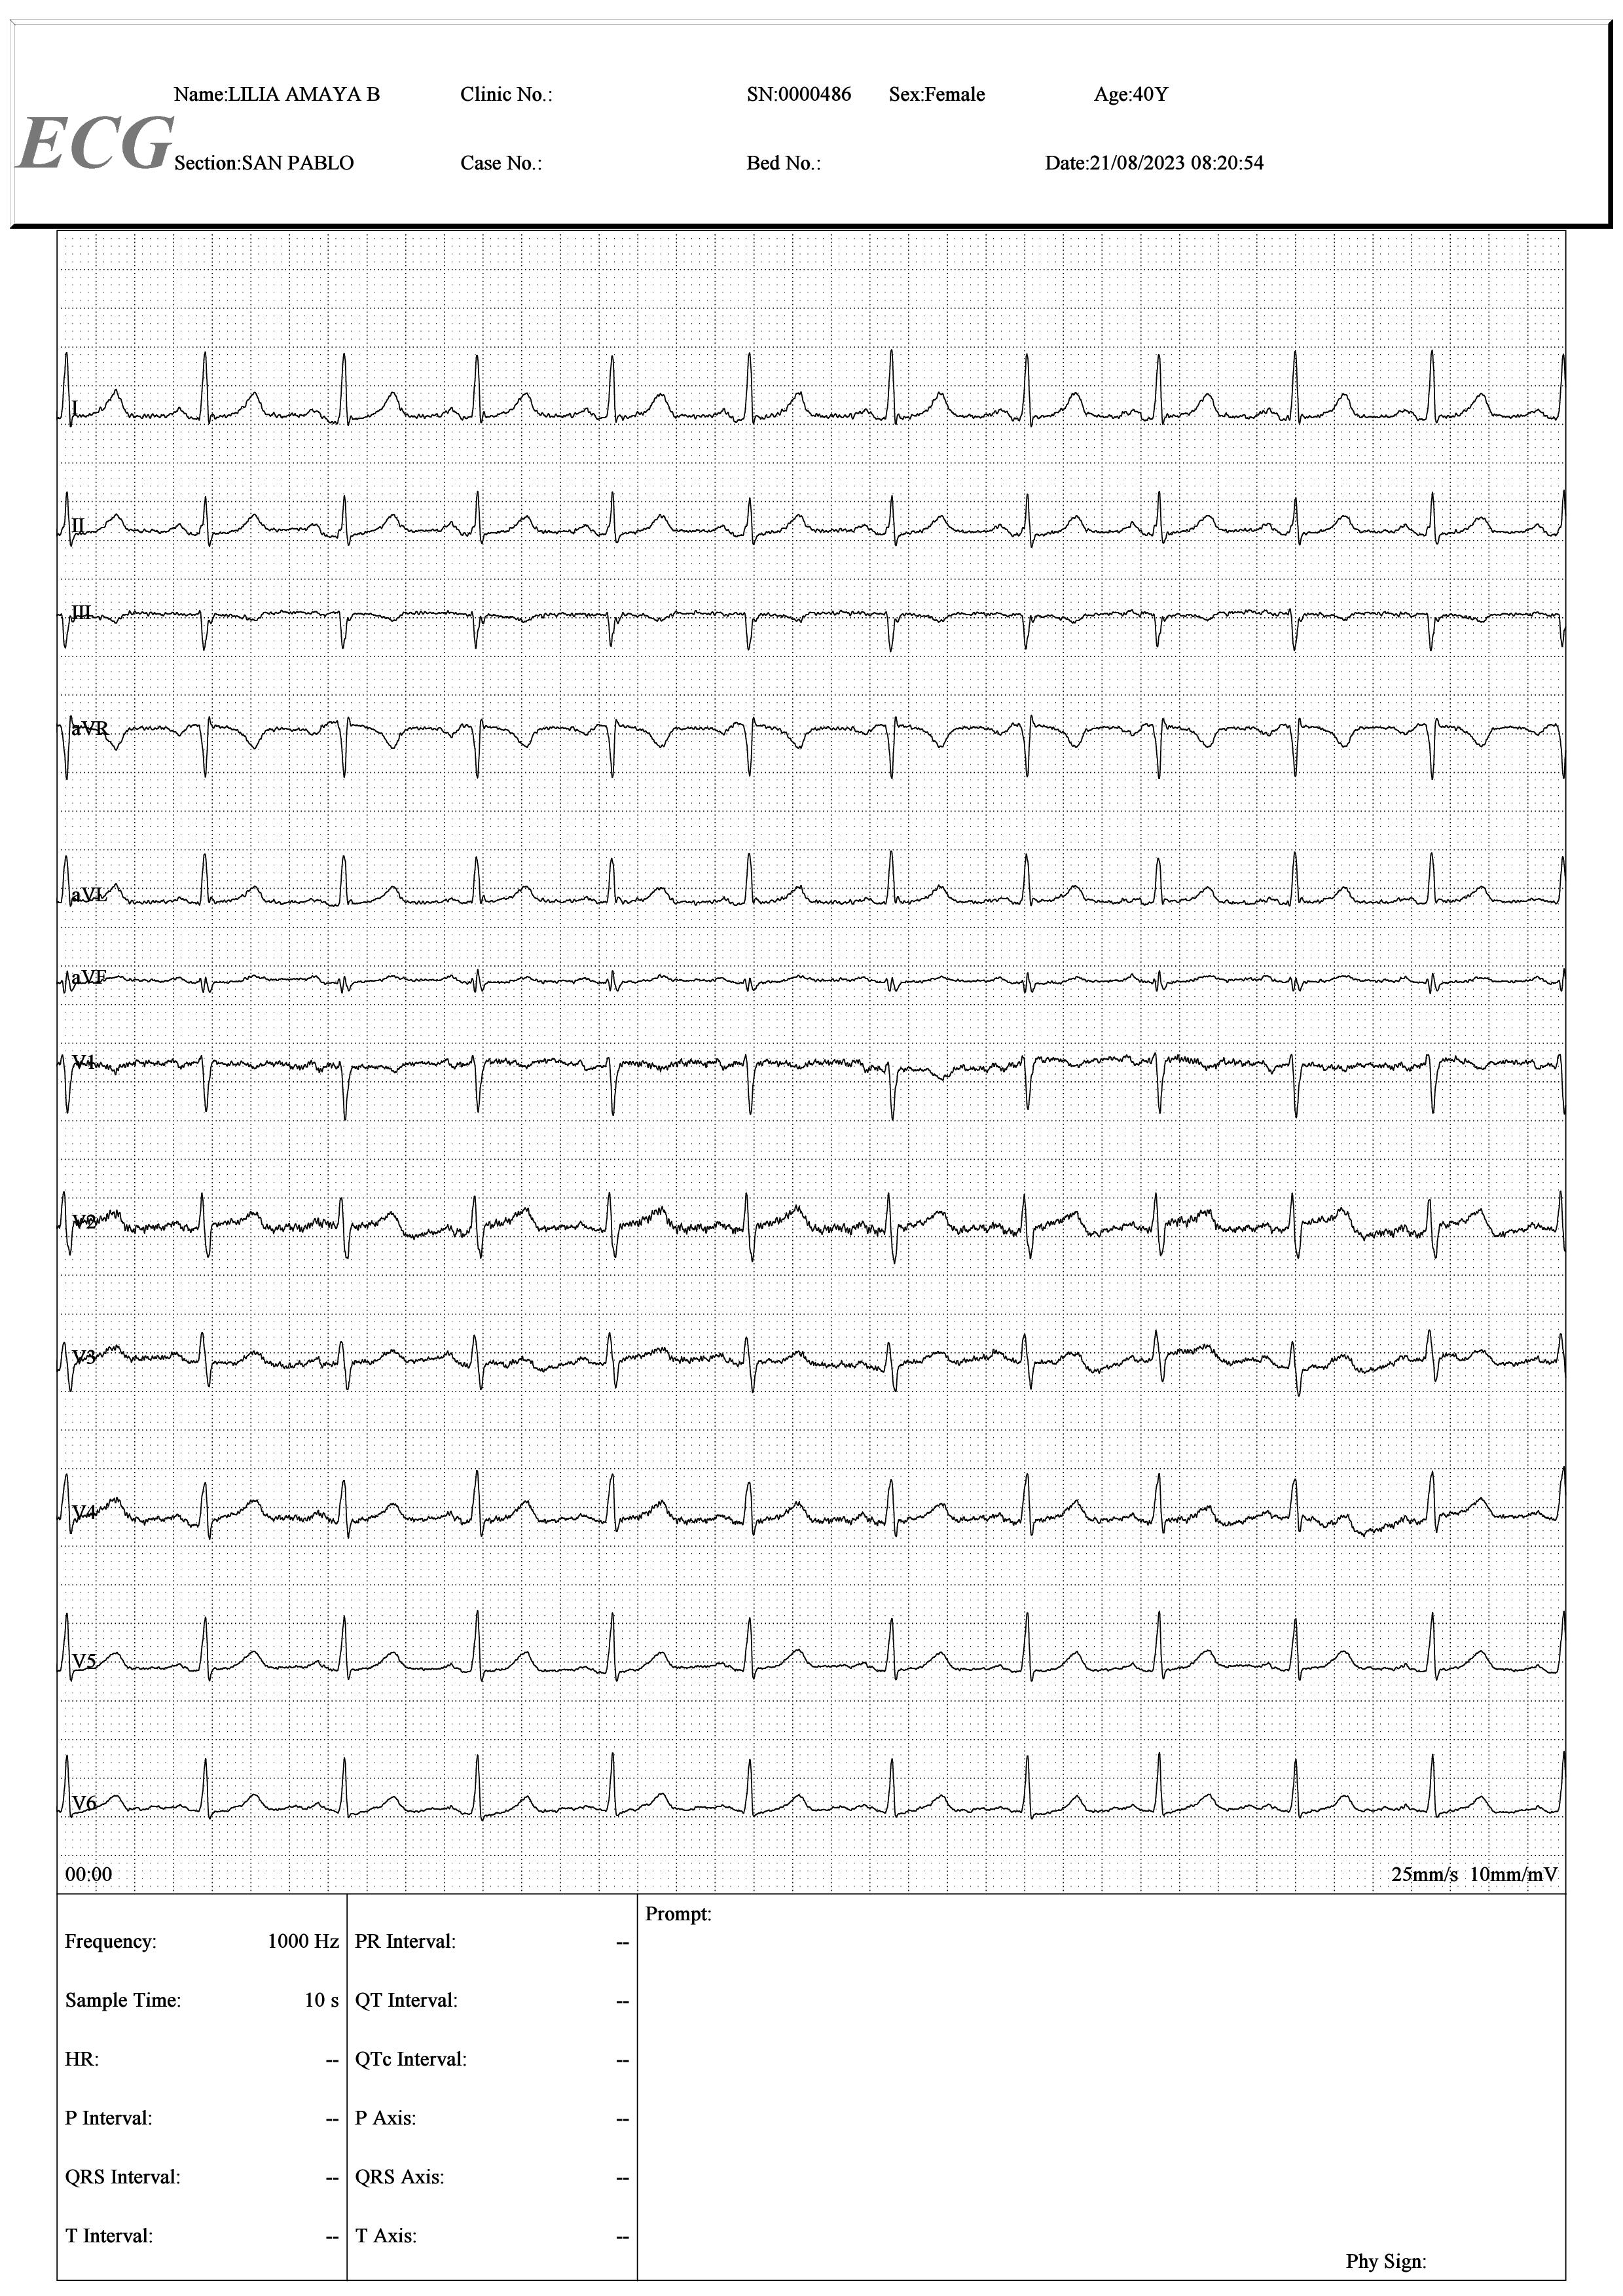 ECG
Name:LILIA AMAYA B Clinic No.: SN:0000486 Sex:Female Age:40Y
Section:SAN PABLO Case No.: Bed No.: Date:21/08/2023 08:20:54
I
II
III
aVR
aVL
aVF
V1
V2
V3
V4
V5
V6
00:00 25mm/s 10mm/mV
Frequency: 1000 Hz PR Interval: -- Prompt:
Sample Time: 10 s QT Interval: --
HR: -- QTc Interval: --
P Interval: -- P Axis: --
QRS Interval: -- QRS Axis: --
T Interval: -- T Axis: --
Phy Sign: